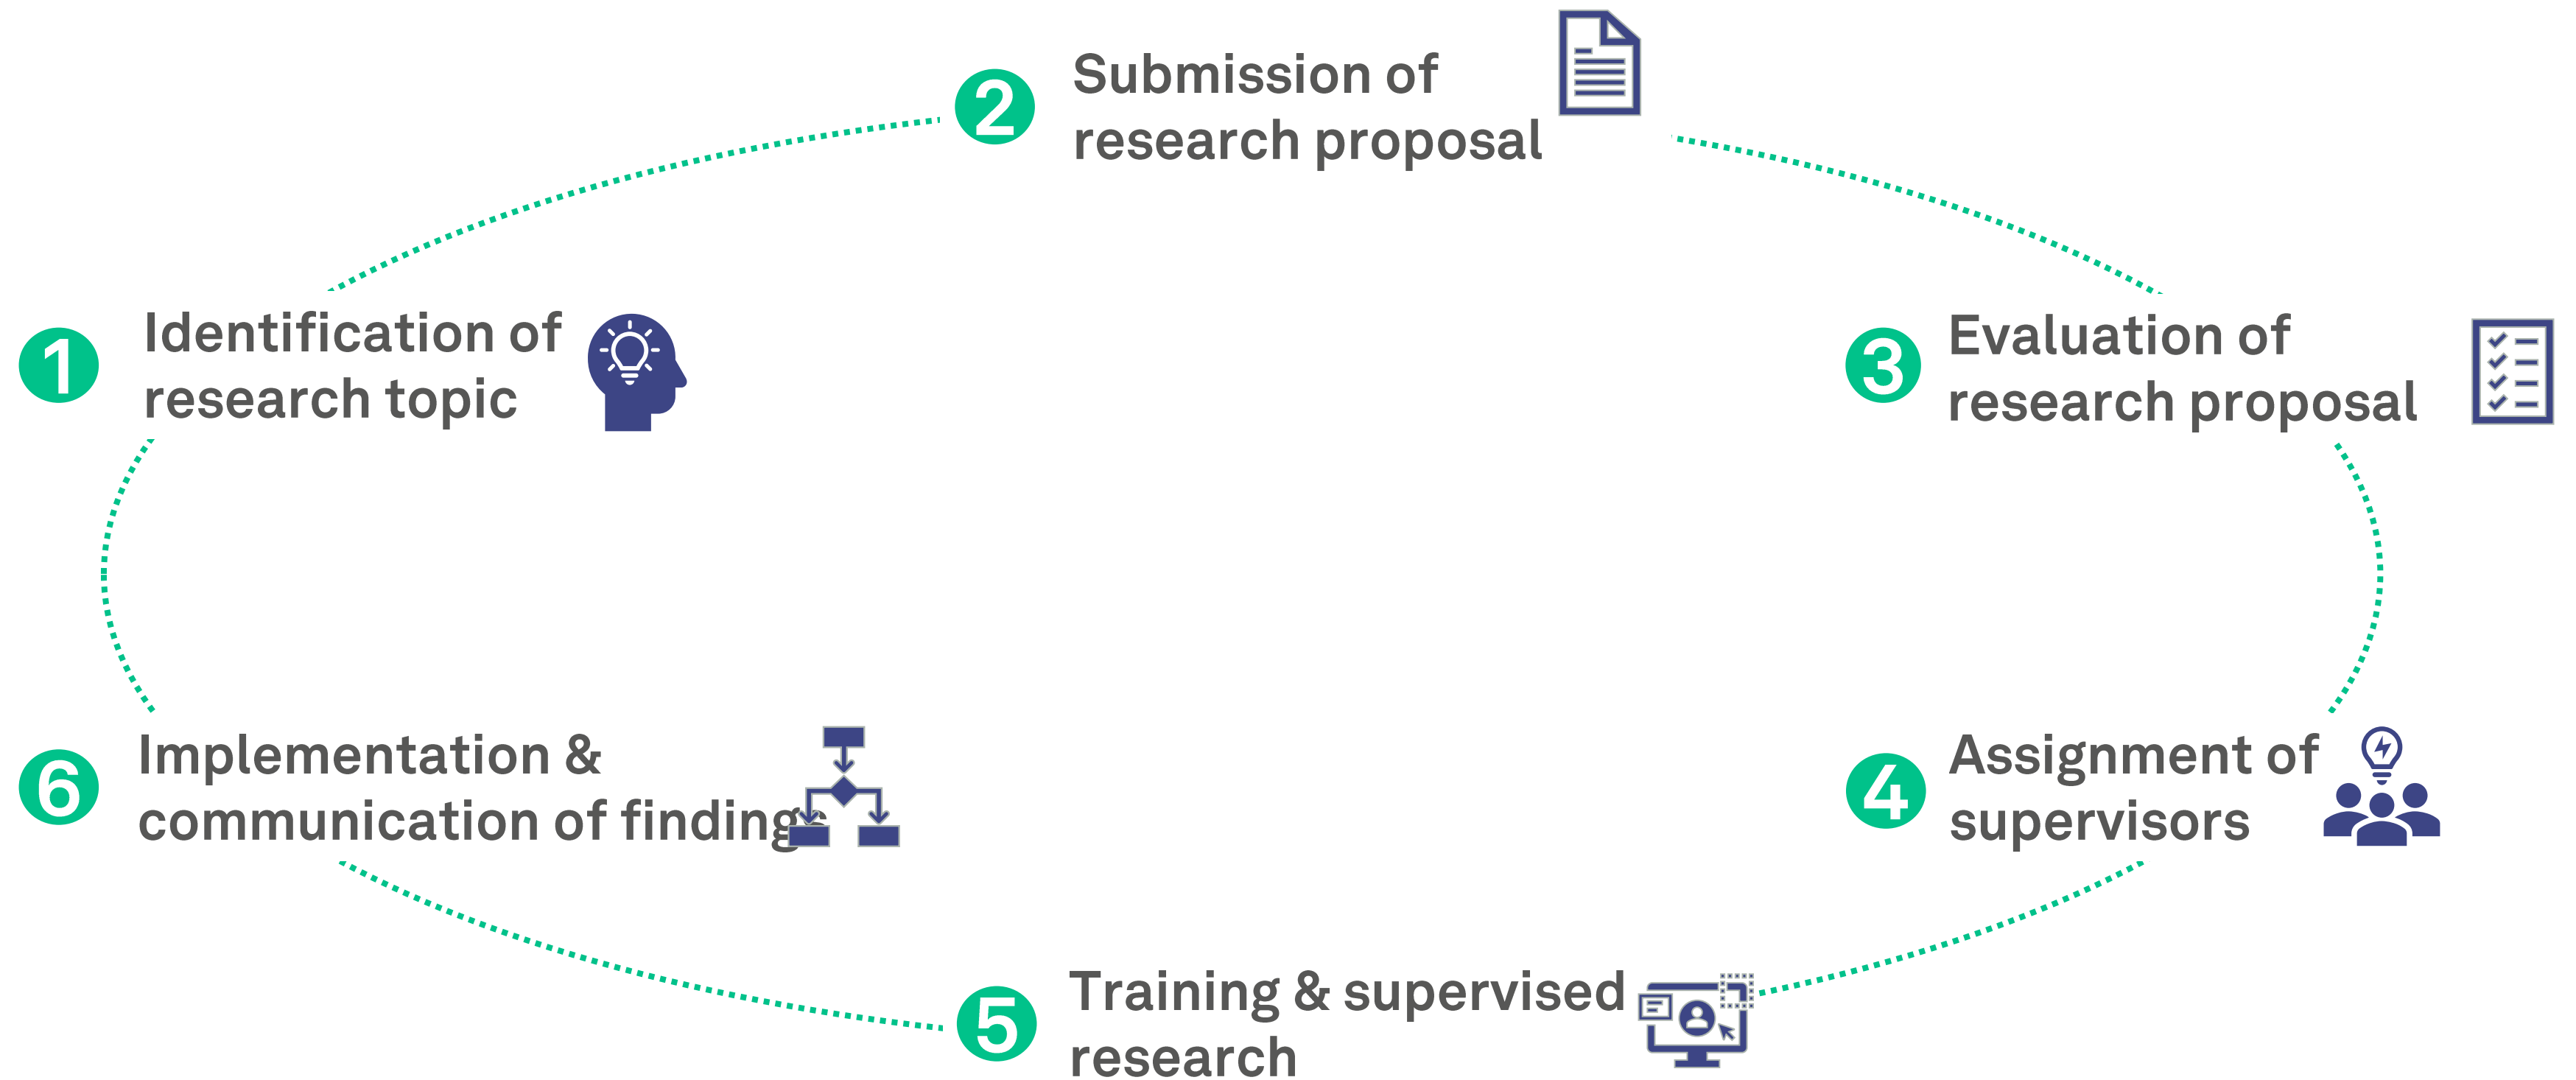 1
Identification of
research topic
2
Submission of
research proposal
3
Evaluation of
research proposal
4
Assignment of
supervisors
5
Training & supervised
research
6
Implementation &
communication of findings